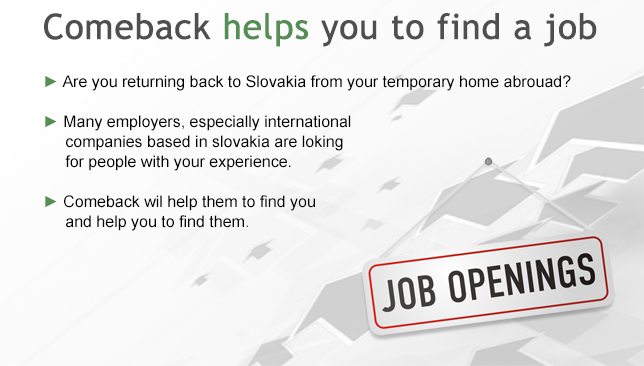 Comeback helps you to find a job
► Are you returning back to Slovakia from your temporary home abrouad?
► Many employers, especially international
companies based in slovakia are loking
for people with your experience.
► Comeback wil help them to find you
and help you to find them.
JOB OPENINGS